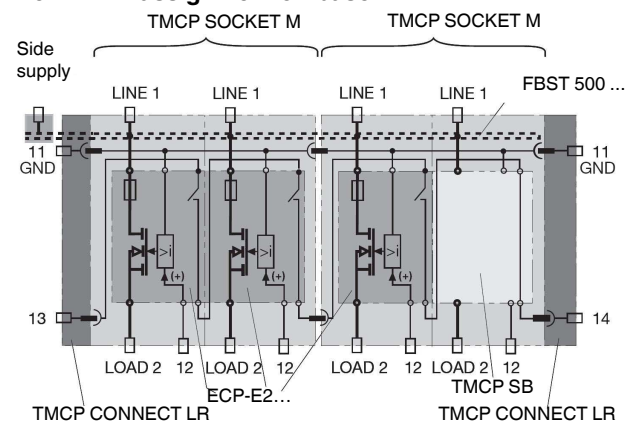 TMCP SOCKET M TMCP SOCKET M
Side
supply
LINE 1 LINE 1 LINE 1 LINE 1
FBST 500 ...
11
GND
11
GND
>i >i >i
(+) (+) (+)
13 14
LOAD 2 12 LOAD 2 12 LOAD 2 12 LOAD 2 12
ECP-E2...
TMCP SB
TMCP CONNECT LR TMCP CONNECT LR